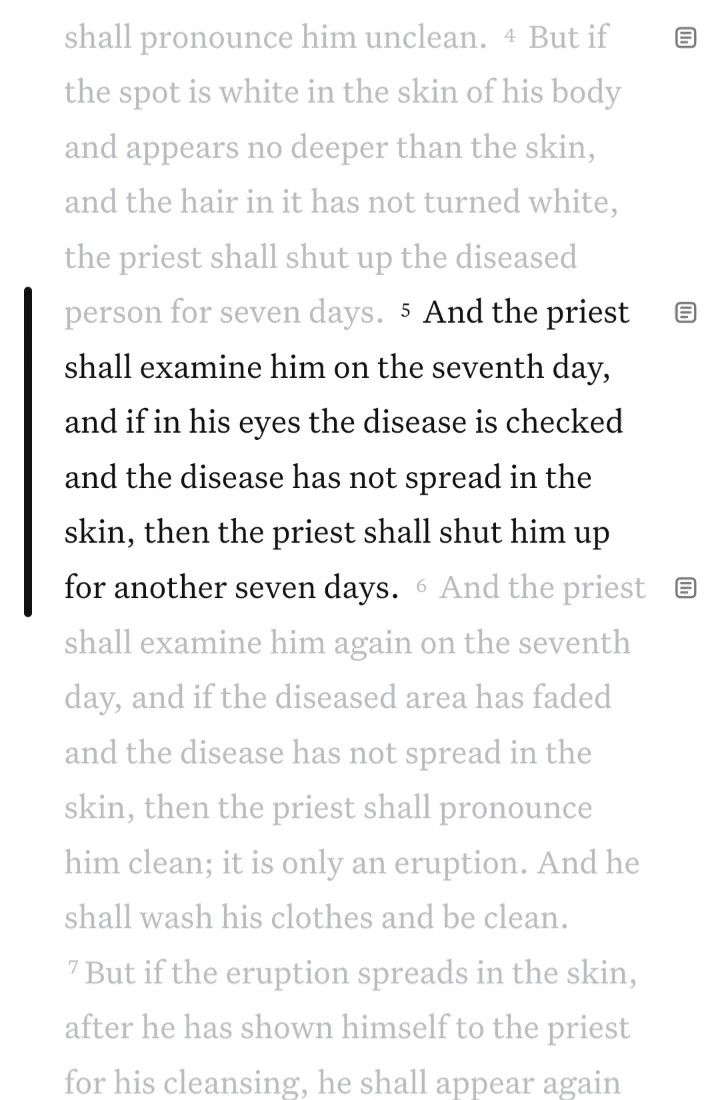 shall pronounce him unclean. 4 But if
the spot is white in the skin of his body
and appears no deeper than the skin,
and the hair in it has not turned white,
the priest shall shut up the diseased
person for seven days. 5 And the priest
shall examine him on the seventh day,
and if in his eyes the disease is checked
and the disease has not spread in the
skin, then the priest shall shut him up
for another seven days. 6 And the priest
shall examine him again on the seventh
day, and if the diseased area has faded
and the disease has not spread in the
skin, then the priest shall pronounce
him clean; it is only an eruption. And he
shall wash his clothes and be clean.
7 But if the eruption spreads in the skin,
after he has shown himself to the priest
for his cleansing, he shall appear again